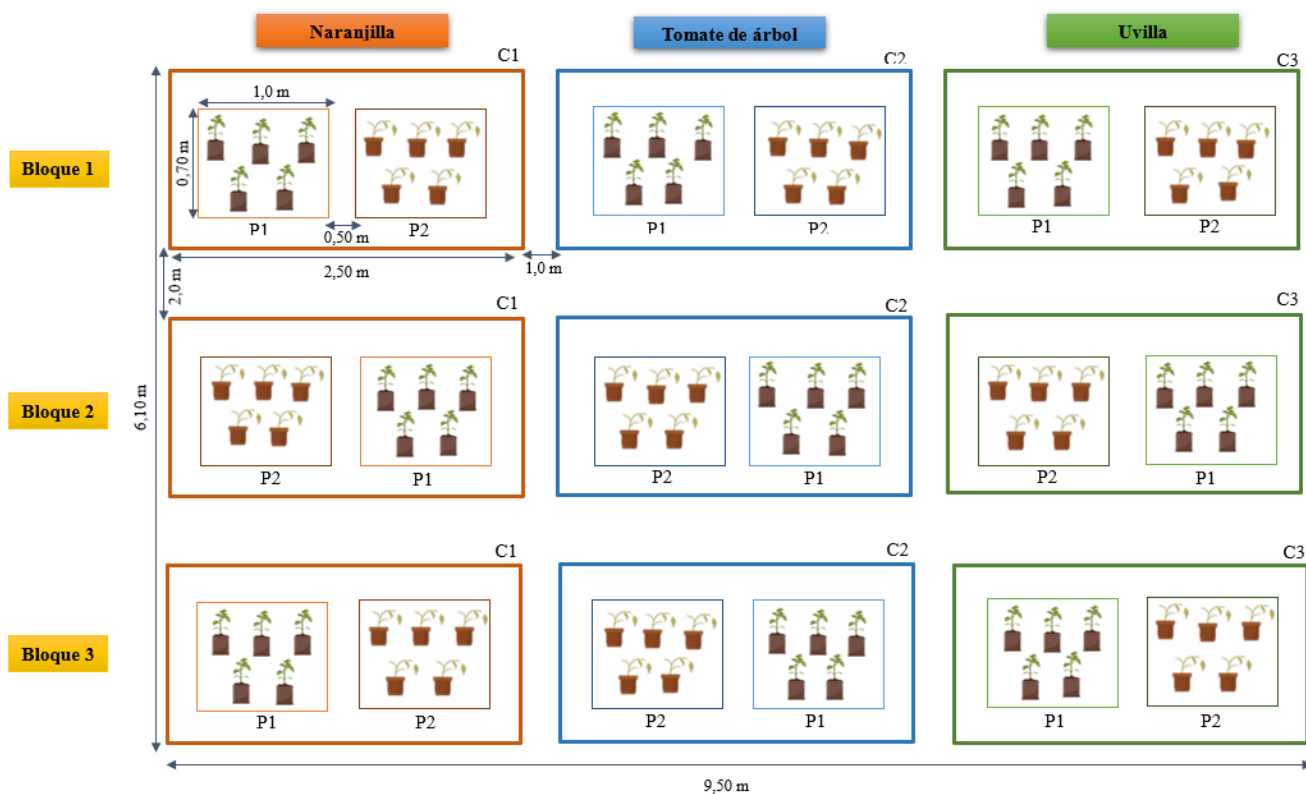 Naranjilla
Tomate de árbol
Uvilla
C1
C2
C3
1,0 m
0,70 m
Bloque 1
P1
P2
P1
P2
P1
P2
0,50 m
2,50 m
1,0 m
2,0 m
C1
C2
C3
6,10 m
Bloque 2
P2
P1
P2
P1
P2
P1
C1
C2
C3
Bloque 3
P1
P2
P2
P1
P1
P2
9,50 m